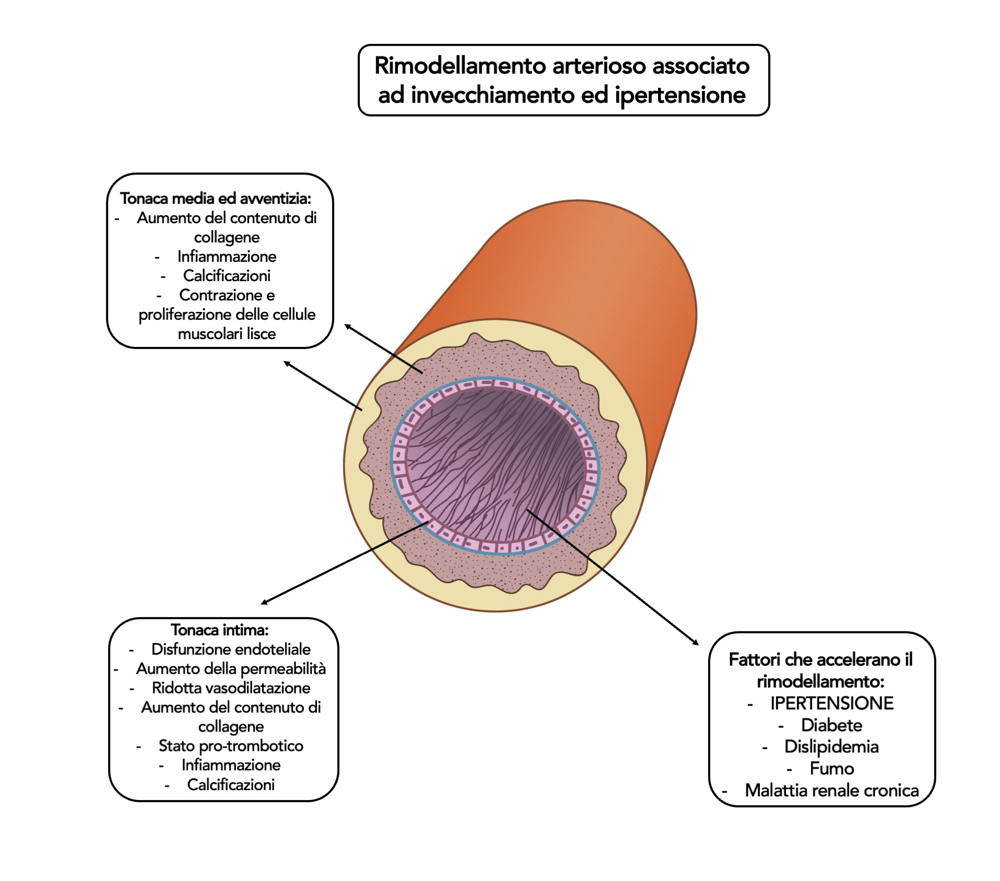 Rimodellamento arterioso associato
ad invecchiamento ed ipertensione
Tonaca media ed avventizia:
- Aumento del contenuto di
collagene
- Infiammazione
- Calcificazioni
- Contrazione e
proliferazione delle cellule
muscolari lisce
Tonaca intima:
- Disfunzione endoteliale
- Aumento della permeabilità
- Ridotta vasodilatazione
- Aumento del contenuto di
collagene
- Stato pro-trombotico
- Infiammazione
- Calcificazioni
Fattori che accelerano il
rimodellamento:
- IPERTENSIONE
- Diabete
- Dislipidemia
- Fumo
- Malattia renale cronica